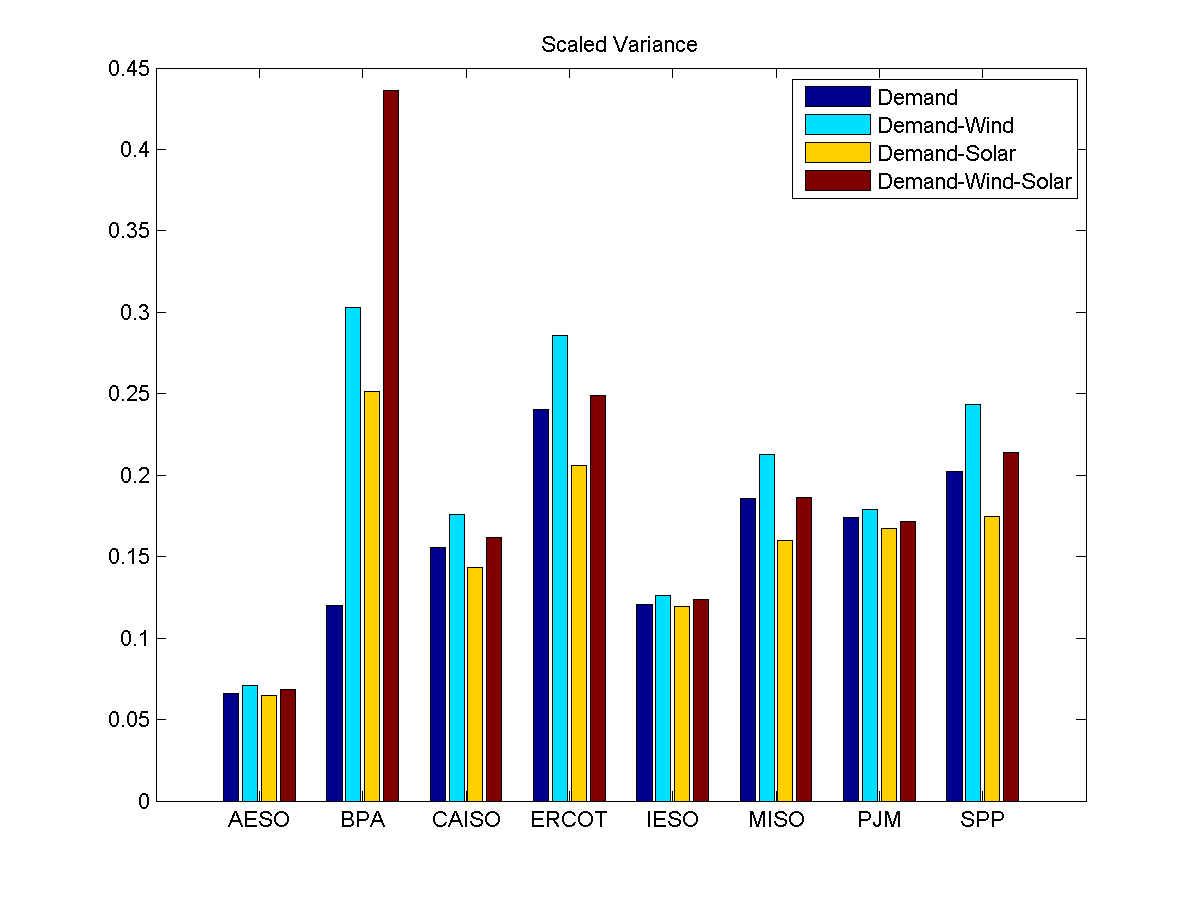 Scaled Variance
0.45
0.4
0.35
0.3
0.25
0.2
0.15
0.1
0.05
0
Demand
Demand-Wind
Demand-Solar
Demand-Wind-Solar
AESO BPA CAISO ERCOT IESO MISO PJM SPP